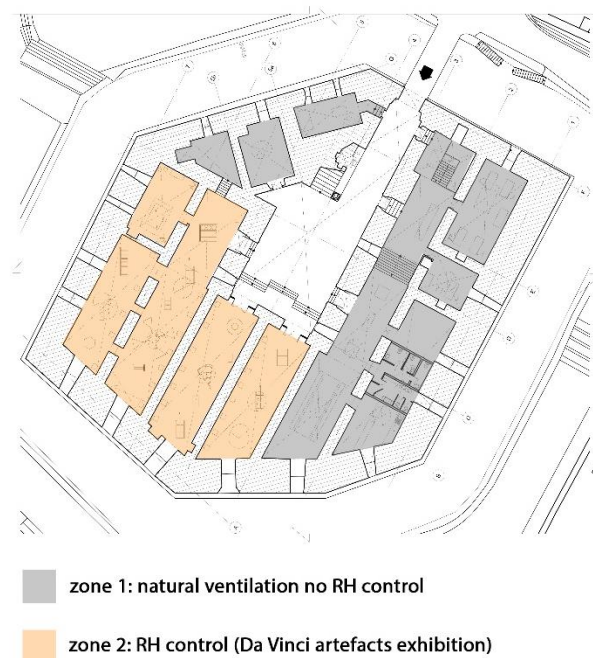 zone 1: natural ventilation no RH control
zone 2: RH control (Da Vinci artefacts exhibition)